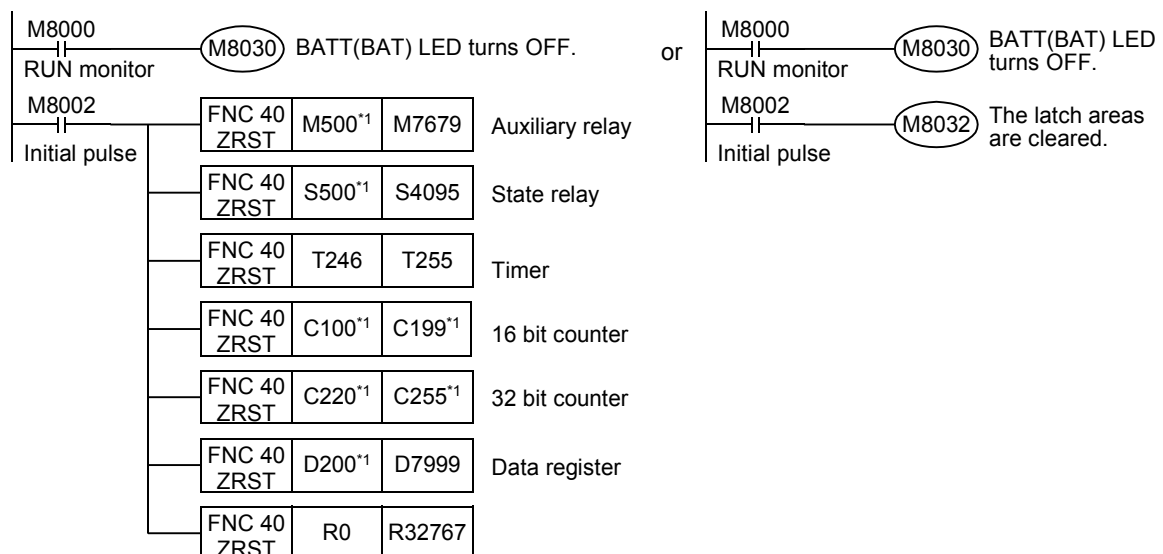 M8000
M8030 BATT(BAT) LED turns OFF.
RUN monitor
M8002
Initial pulse
FNC 40 ZRST M500*1 M7679 Auxiliary relay
FNC 40 ZRST S500*1 S4095 State relay
FNC 40 ZRST T246 T255 Timer
FNC 40 ZRST C100*1 C199*1 16 bit counter
FNC 40 ZRST C220*1 C255*1 32 bit counter
FNC 40 ZRST D200*1 D7999 Data register
FNC 40 ZRST R0 R32767
or
M8000
M8030 BATT(BAT) LED
turns OFF.
RUN monitor
M8002
M8032 The latch areas
are cleared.
Initial pulse